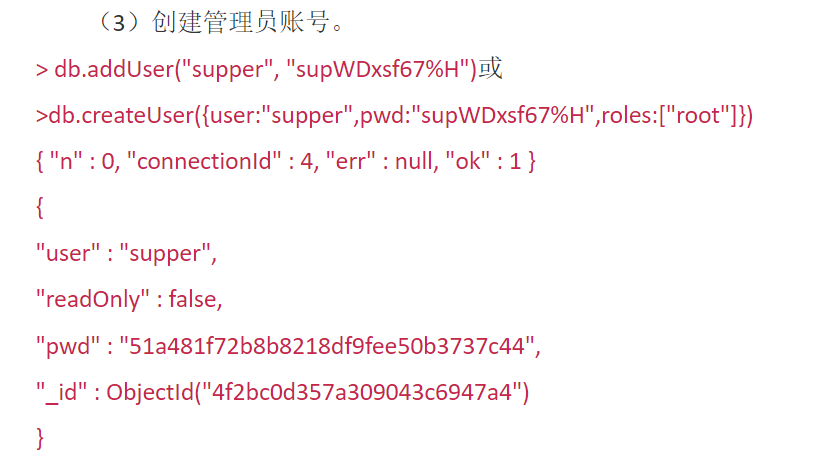 （3）创建管理员账号。
> db.addUser("supper", "supWDxsf67%H")或
>db.createUser({user:"supper",pwd:"supWDxsf67%H",roles:["root"]})
{ "n" : 0, "connectionId" : 4, "err" : null, "ok" : 1 }
{
"user" : "supper",
"readOnly" : false,
"pwd" : "51a481f72b8b8218df9fee50b3737c44",
"_id" : ObjectId("4f2bc0d357a309043c6947a4")
}